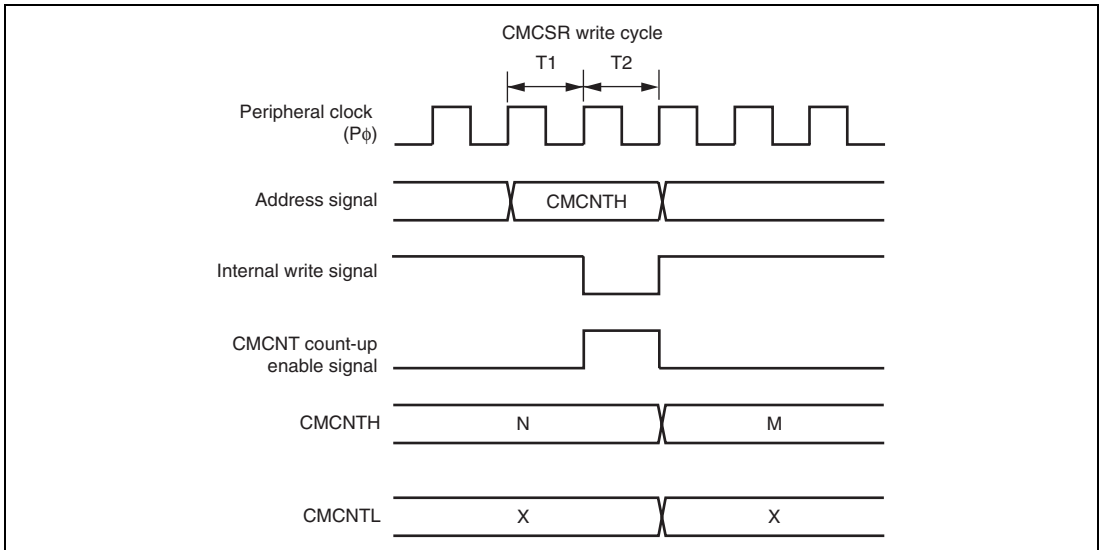 CMCSR write cycle
T1 T2
Peripheral clock
(Pϕ)
Address signal CMCNTH
Internal write signal
CMCNT count-up
enable signal
CMCNTH N M
CMCNTL X X